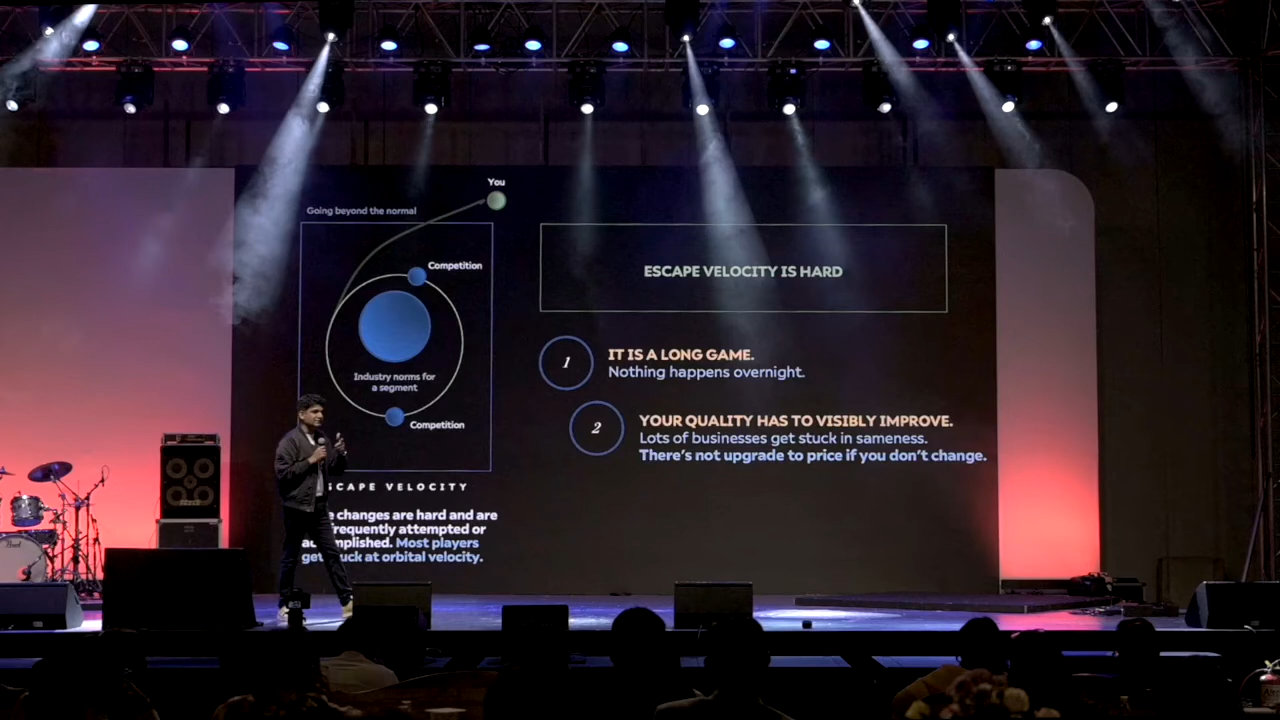 You
Going beyond the normal
Competition
Industry norms for
a segment
Competition
SCAPE VELOCITY
changes are hard and are
frequently attempted or
mplished. Most players
get stuck at orbital velocity.
ESCAPE VELOCITY IS HARD
1
IT IS A LONG GAME.
Nothing happens overnight.
2
YOUR QUALITY HAS TO VISIBLY IMPROVE.
Lots of businesses get stuck in sameness.
There's not upgrade to price if you don't change.
Pearl